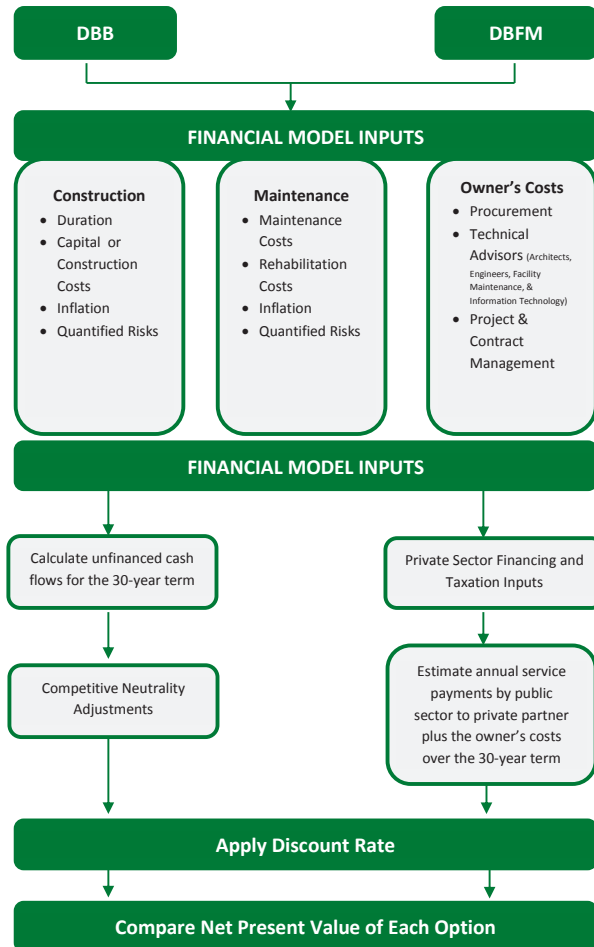 DBB
DBFM
FINANCIAL MODEL INPUTS
Construction
• Duration
• Capital or
Construction
Costs
• Inflation
• Quantified Risks
Maintenance
• Maintenance
Costs
• Rehabilitation
Costs
• Inflation
• Quantified Risks
Owner's Costs
• Procurement
• Technical
Advisors (Architects,
Engineers, Facility
Maintenance, &
Information Technology)
• Project &
Contract
Management
FINANCIAL MODEL INPUTS
Calculate unfinanced cash
flows for the 30-year term
Competitive Neutrality
Adjustments
Private Sector Financing and
Taxation Inputs
Estimate annual service
payments by public
sector to private partner
plus the owner's costs
over the 30-year term
Apply Discount Rate
Compare Net Present Value of Each Option